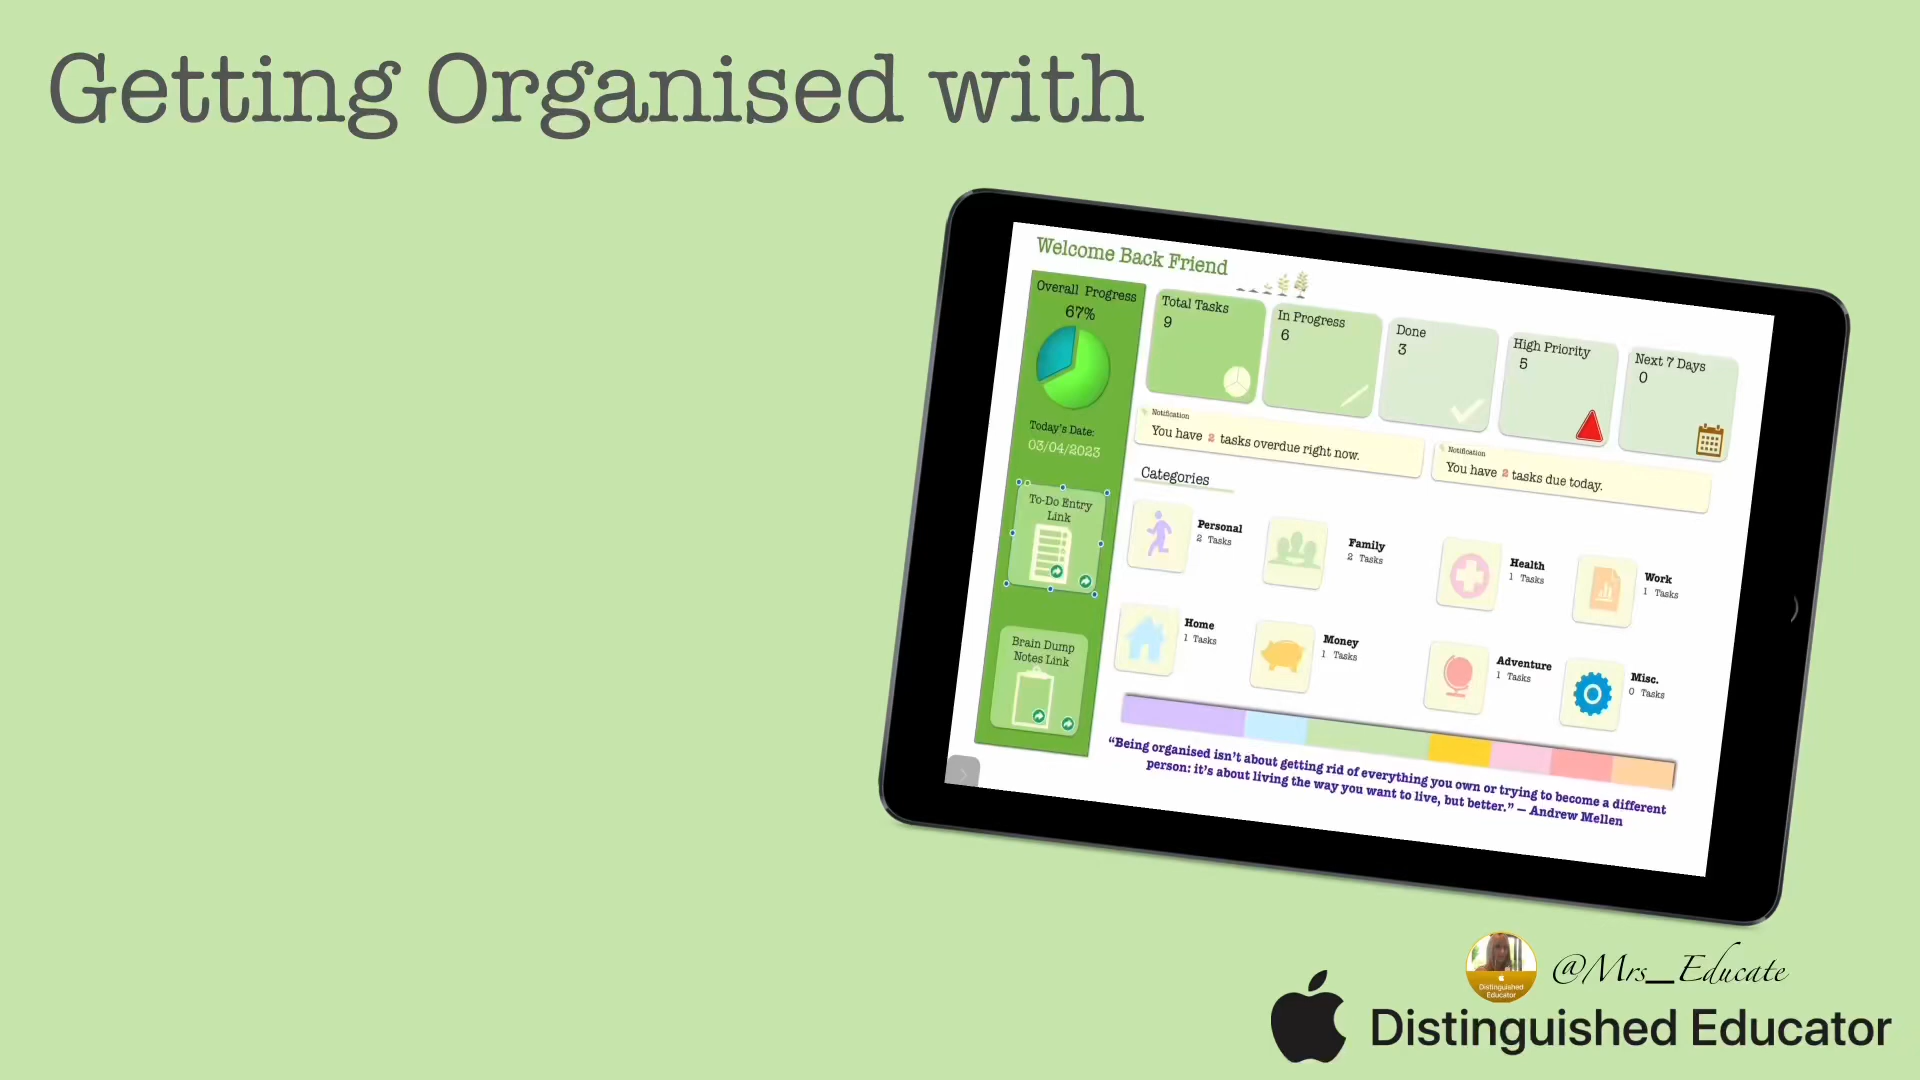 Getting Organised with
Welcome Back Friend
Overall Progress
67%
Today's Date:
03/04/2023
To-Do Entry
Link
Brain Dump
Notes Link
Total Tasks
9
In Progress
6
Done
3
High Priority
5
Next 7 Days
0
Notification
You have 2 tasks overdue right now.
Notification
You have 2 tasks due today.
Categories
Personal
2 Tasks
Family
2 Tasks
Health
1 Tasks
Work
1 Tasks
Home
1 Tasks
Money
1 Tasks
Adventure
1 Tasks
Misc.
0 Tasks
“Being organised isn’t about getting rid of everything you own or trying to become a different
person: it’s about living the way you want to live, but better.” — Andrew Mellen
Distinguished
Educator
@Mrs_Educate
Distinguished Educator